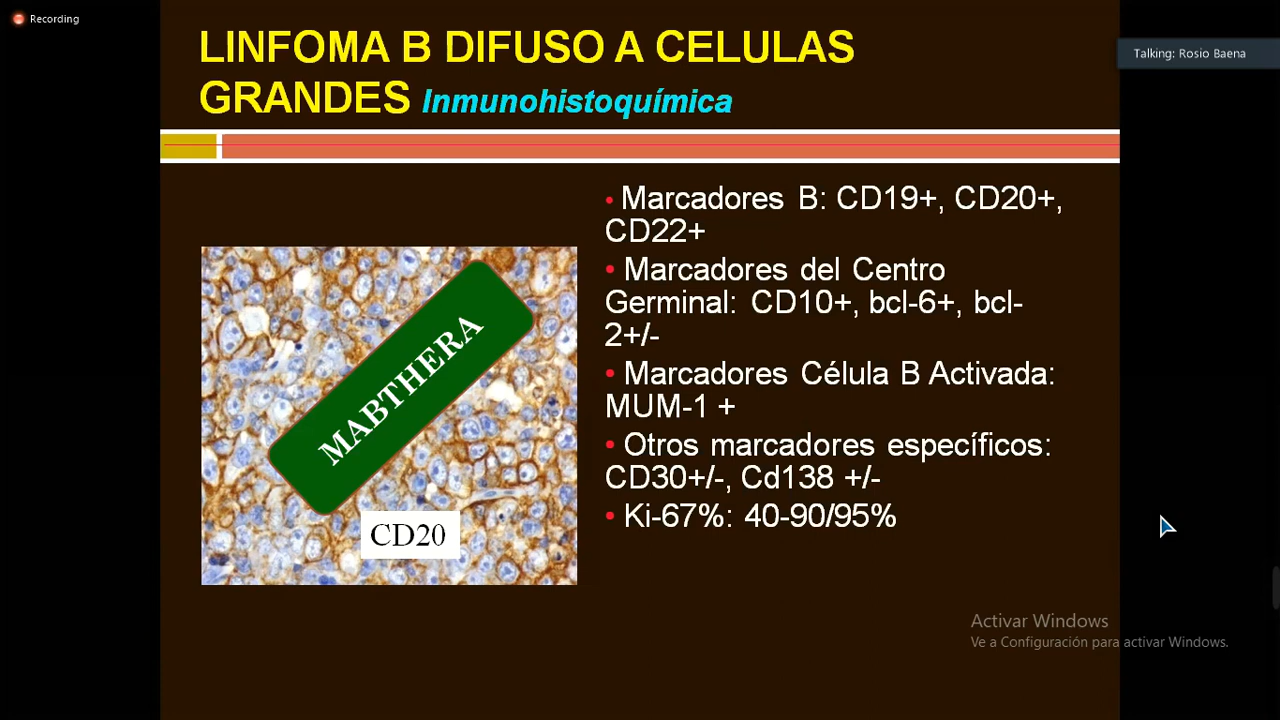 Recording
Talking: Rosio Baena
LINFOMA B DIFUSO A CELULAS
GRANDES Inmunohistoquímica
• Marcadores B: CD19+, CD20+,
CD22+
• Marcadores del Centro
Germinal: CD10+, bcl-6+, bcl-
2+/-
• Marcadores Célula B Activada:
MUM-1 +
• Otros marcadores específicos:
CD30+/-, Cd138 +/-
• Ki-67%: 40-90/95%
MABTHERA
CD20
Activar Windows
Ve a Configuración para activar Windows.